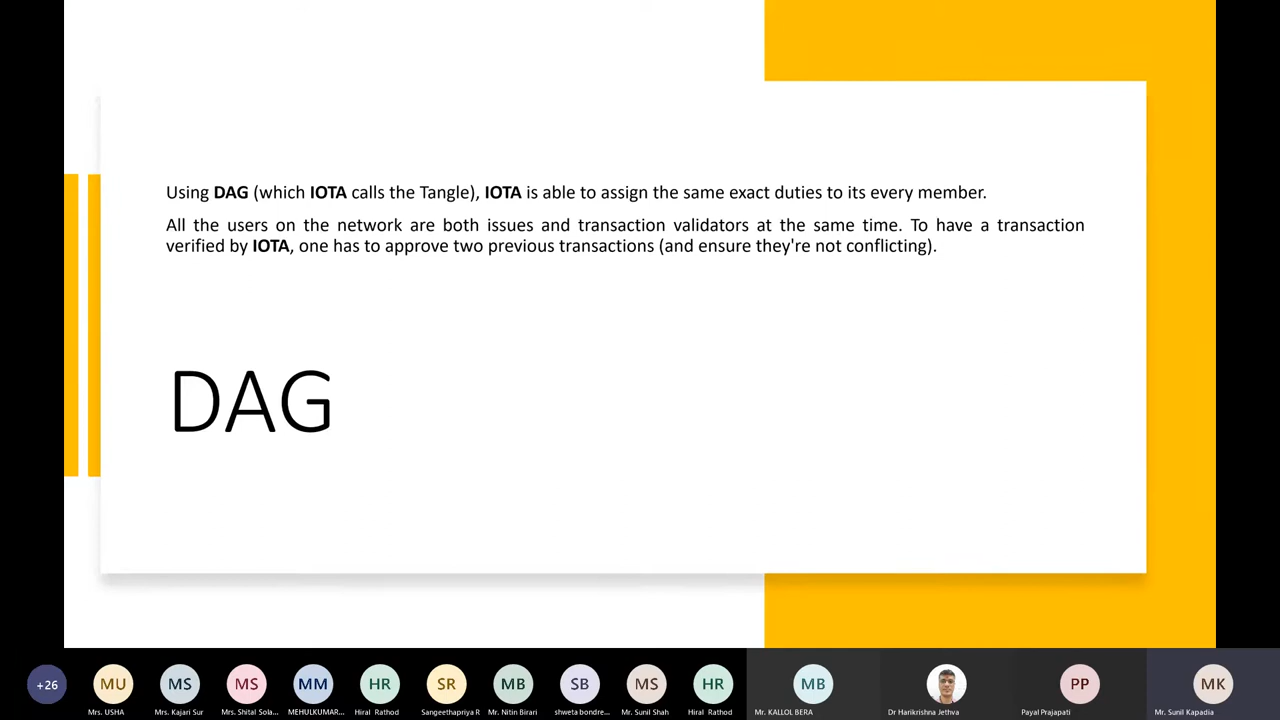 Using DAG (which IOTA calls the Tangle), IOTA is able to assign the same exact duties to its every member.
All the users on the network are both issues and transaction validators at the same time. To have a transaction
verified by IOTA, one has to approve two previous transactions (and ensure they're not conflicting).
DAG
+26
MU
MS
MS
MM
HR
SR
MB
SB
MS
HR
MB
PP
MK
Mrs. USHA
Mrs. Kajari Sur
Mrs. Shital Sola...
MEHULKUMAR...
Hiral Rathod
Sangeethapriya R
Mr. Nitin Birari
shweta bondre...
Mr. Sunil Shah
Hiral Rathod
Mr. KALLOL BERA
Dr Harikrishna Jethva
Payal Prajapati
Mr. Sunil Kapadia